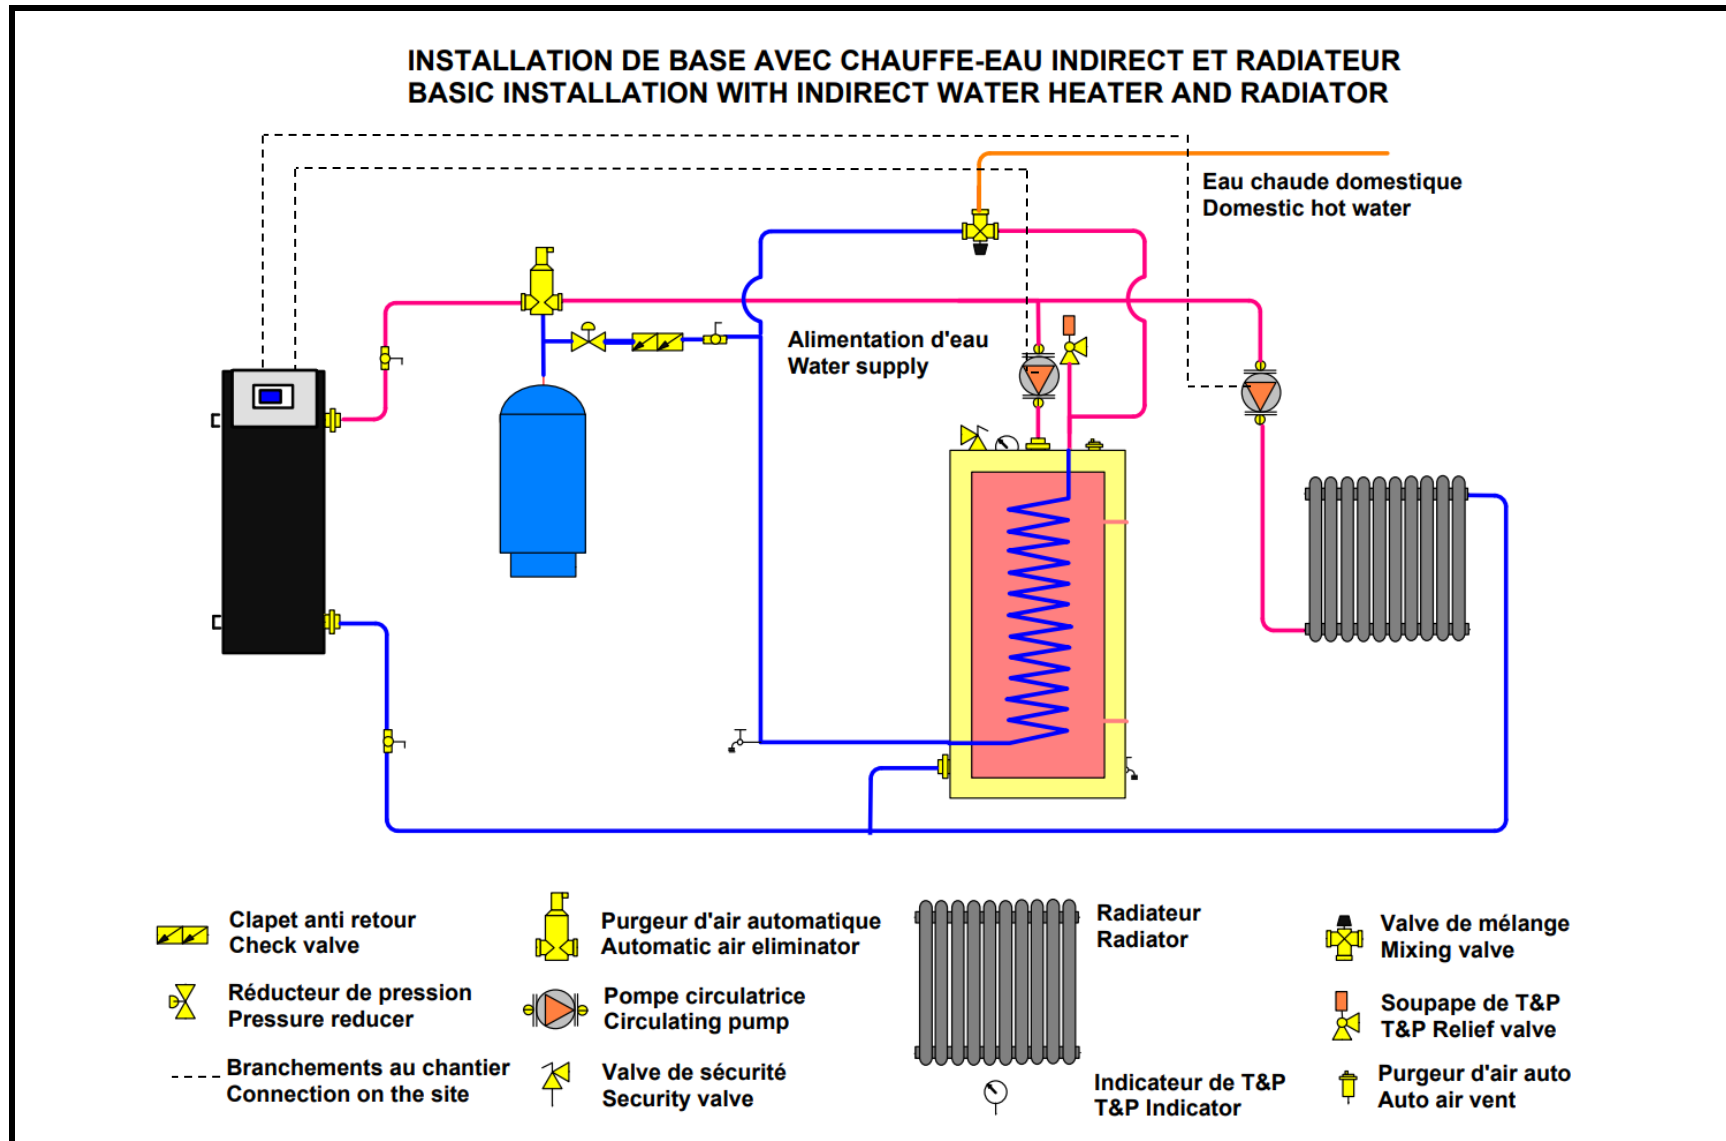 INSTALLATION DE BASE AVEC CHAUFFE-EAU INDIRECT ET RADIATEUR
BASIC INSTALLATION WITH INDIRECT WATER HEATER AND RADIATOR
Eau chaude domestique
Domestic hot water
Alimentation d'eau
Water supply
Clapet anti retour
Check valve
Réducteur de pression
Pressure reducer
Branchements au chantier
Connection on the site
Purgeur d'air automatique
Automatic air eliminator
Pompe circulatrice
Circulating pump
Valve de sécurité
Security valve
Radiateur
Radiator
Indicateur de T&P
T&P Indicator
Valve de mélange
Mixing valve
Soupape de T&P
T&P Relief valve
Purgeur d'air auto
Auto air vent